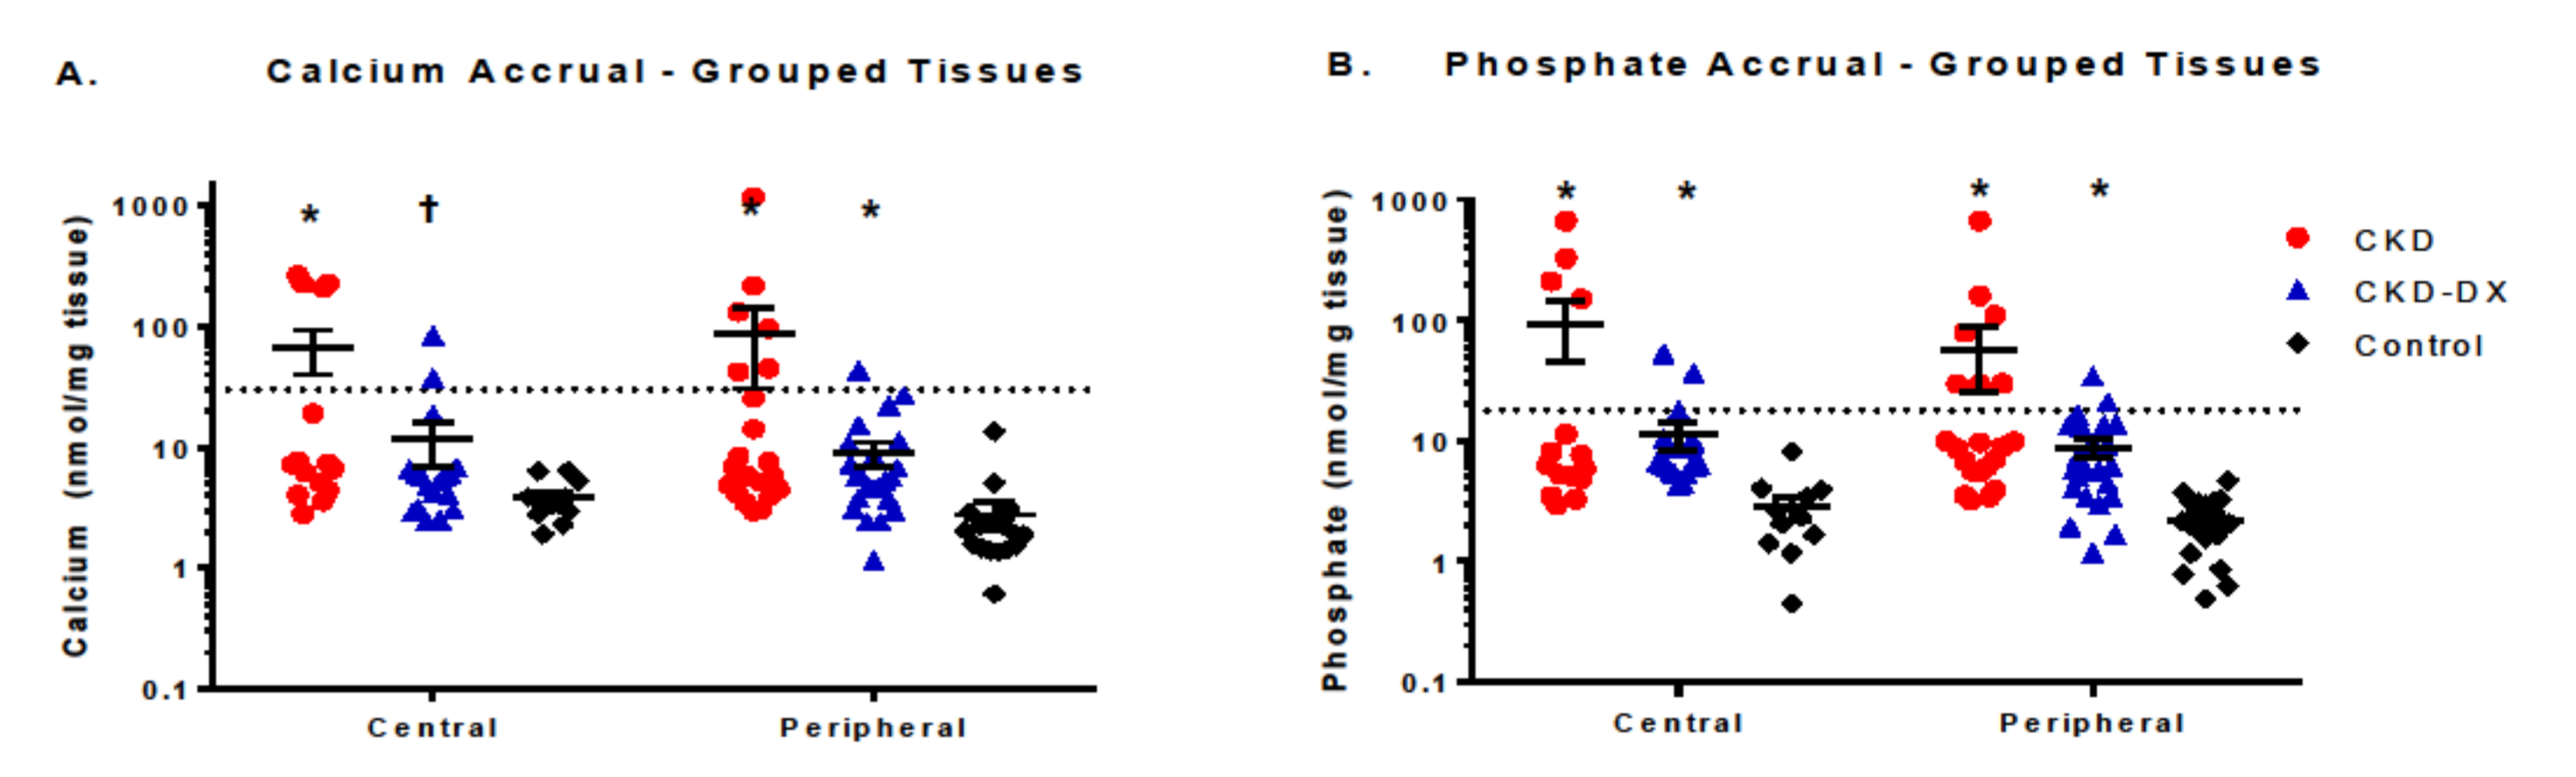 A. Calcium Accrual - Grouped Tissues
Calcium (nmol/mg tissue)
1000
100
10
1
0.1
* † * *
Central Peripheral
B. Phosphate Accrual - Grouped Tissues
Phosphate (nmol/mg tissue)
1000
100
10
1
0.1
* * * *
Central Peripheral
CKD
CKD-DX
Control